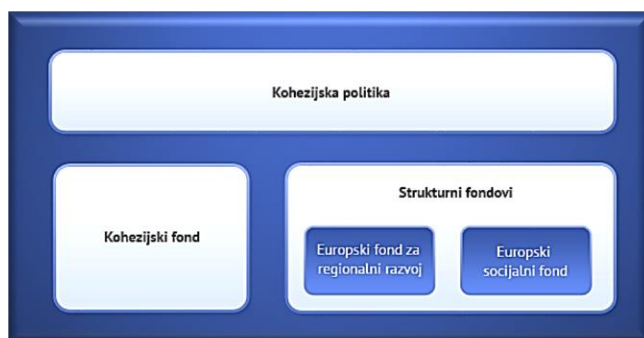 Kohezijska politika
Kohezijski fond
Strukturni fondovi
Europski fond za
regionalni razvoj
Europski
socijalni fond